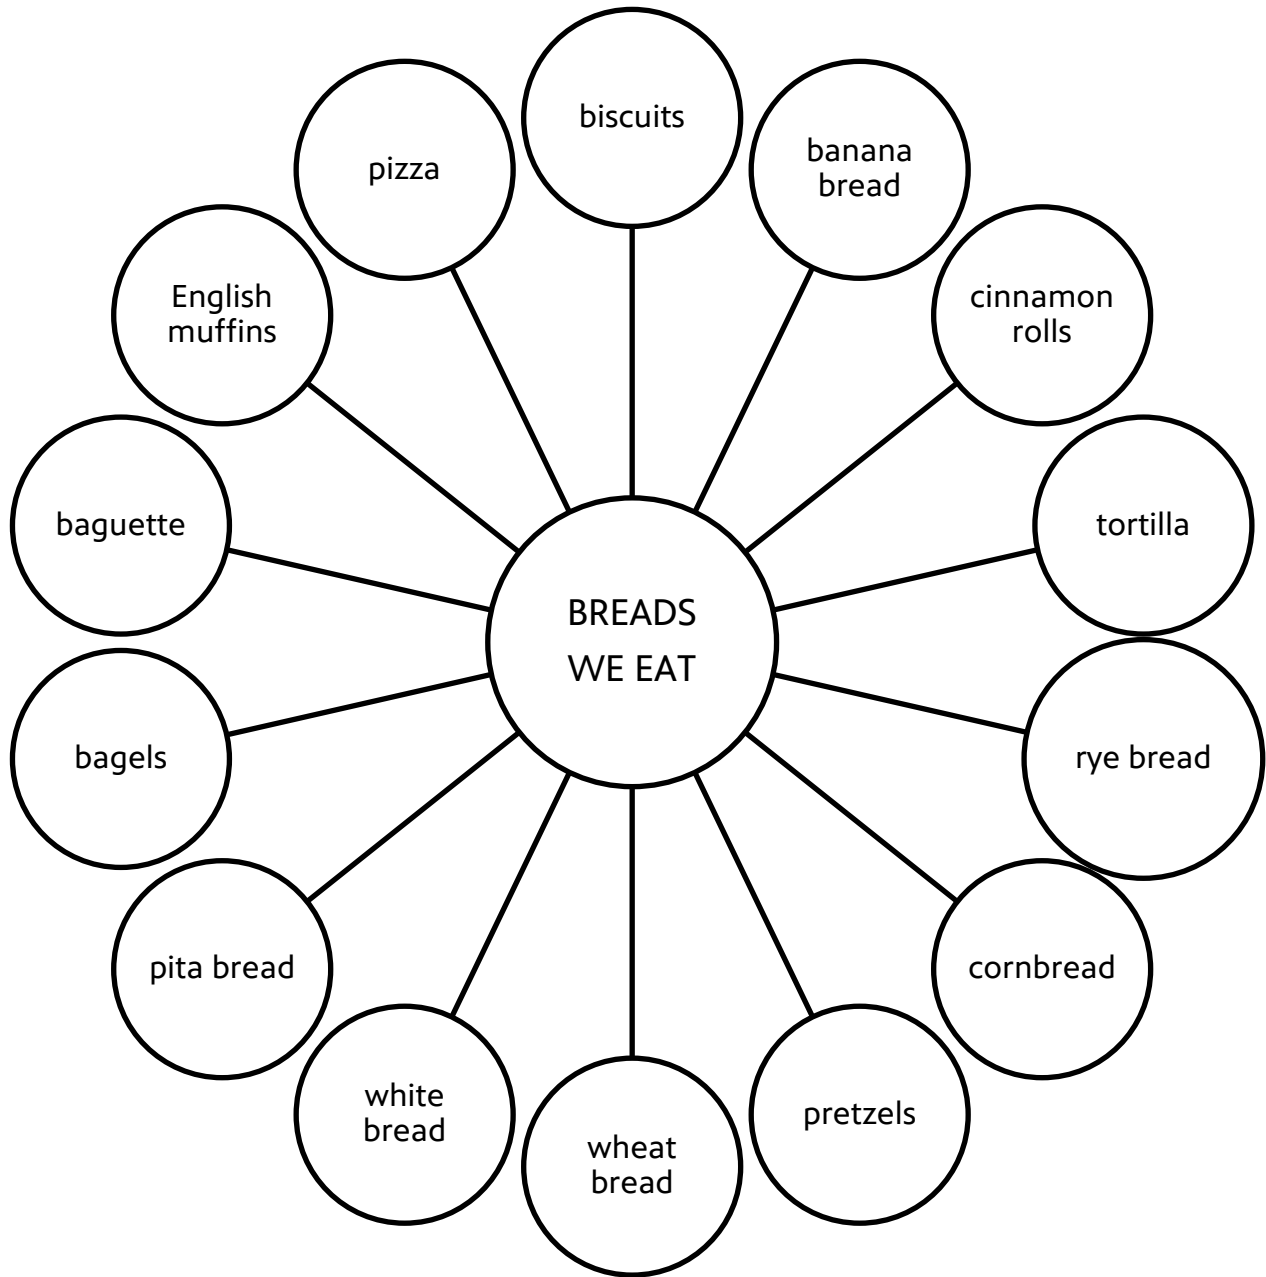 biscuits
banana
bread
pizza
cinnamon
rolls
English
muffins
tortilla
baguette
BREADS
WE EAT
rye bread
bagels
cornbread
pita bread
pretzels
white
bread
wheat
bread